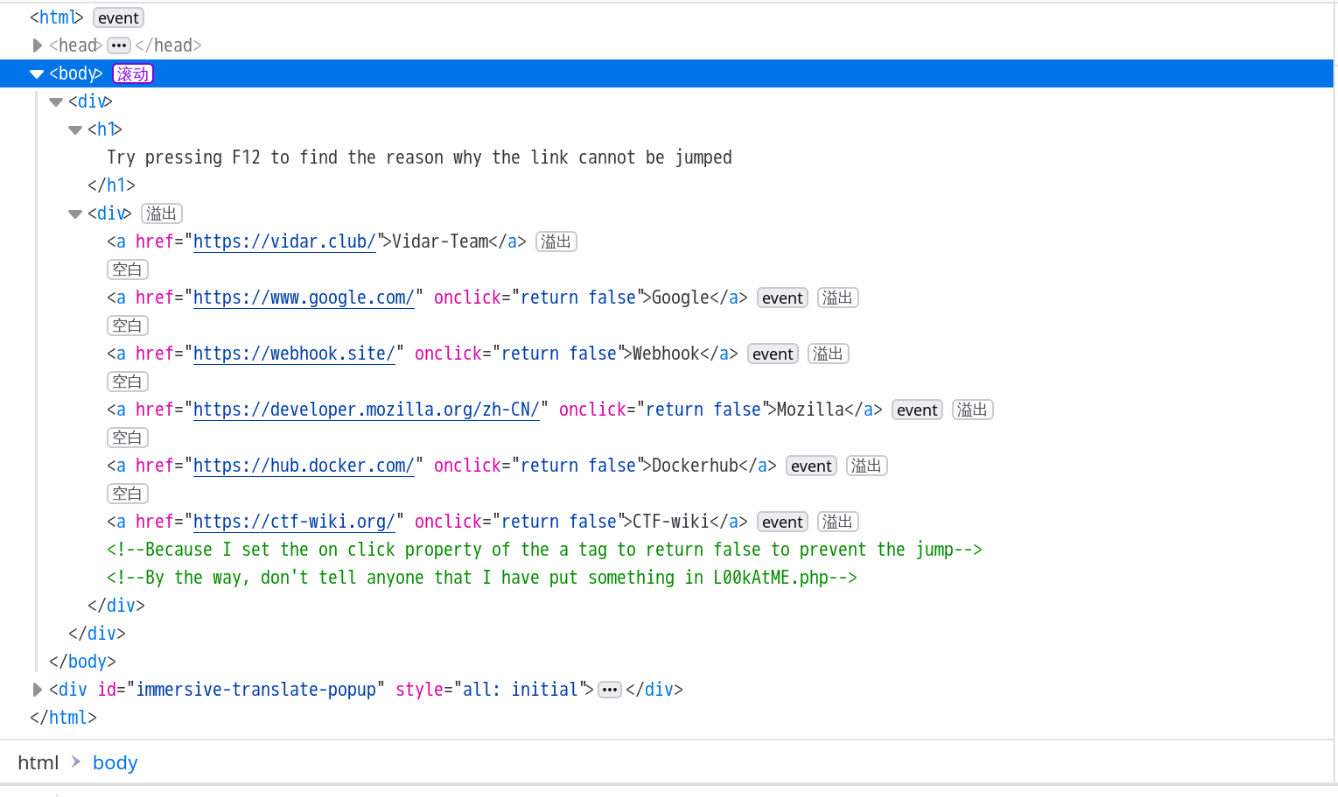 <html> event
<head> ••• </head>
<body> 滚动
<div>
<h1>
Try pressing F12 to find the reason why the link cannot be jumped
</h1>
<div> 溢出
<a href="https://vidar.club/">Vidar-Team</a> 溢出
空白
<a href="https://www.google.com/" onclick="return false">Google</a> event 溢出
空白
<a href="https://webhook.site/" onclick="return false">Webhook</a> event 溢出
空白
<a href="https://developer.mozilla.org/zh-CN/" onclick="return false">Mozilla</a> event 溢出
空白
<a href="https://hub.docker.com/" onclick="return false">Dockerhub</a> event 溢出
空白
<a href="https://ctf-wiki.org/" onclick="return false">CTF-wiki</a> event 溢出
<!--Because I set the on click property of the a tag to return false to prevent the jump-->
<!--By the way, don't tell anyone that I have put something in L00kAtME.php-->
</div>
</div>
</body>
<div id="immersive-translate-popup" style="all: initial"> ••• </div>
</html>
html > body